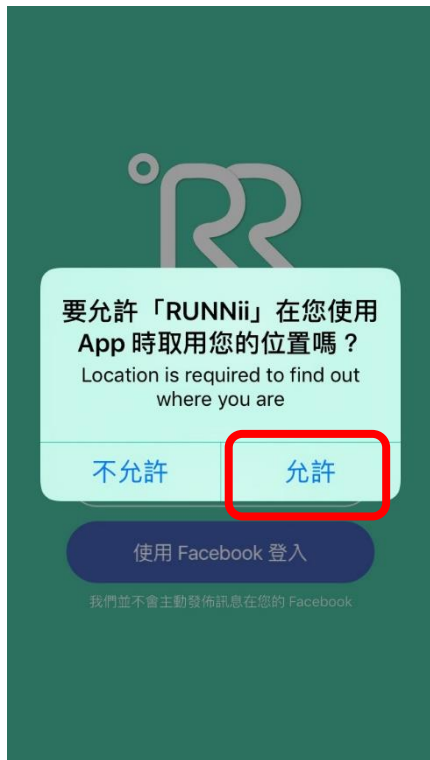 RR
要允許「RUNNii」在您使用
App 時取用您的位置嗎？
Location is required to find out
where you are
不允許
允許
使用 Facebook 登入
我們並不會主動發佈訊息在您的 Facebook